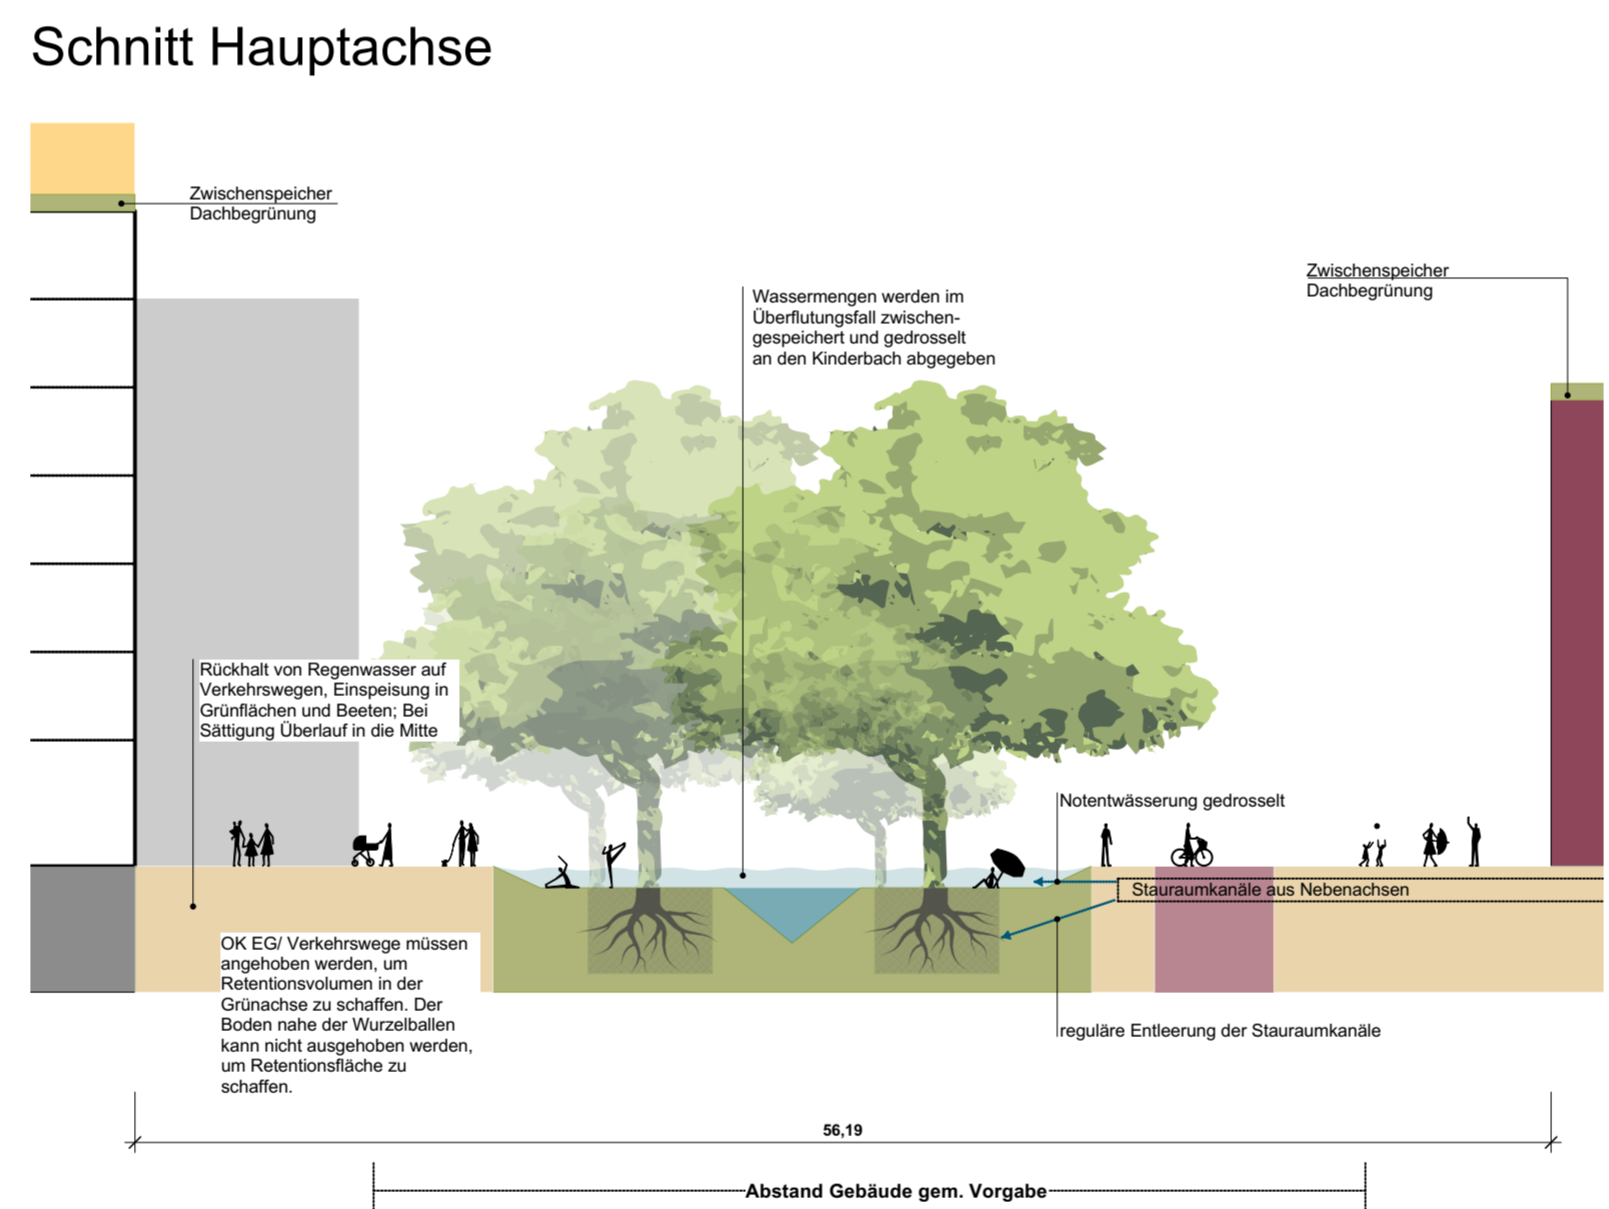 Schnitt Hauptachse
Zwischenspeicher
Dachbegrünung
Zwischenspeicher
Dachbegrünung
Wassermengen werden im
Überflutungsfall zwischen-
gespeichert und gedrosselt
an den Kinderbach abgegeben
Rückhalt von Regenwasser auf
Verkehrswegen, Einspeisung in
Grünflächen und Beeten; Bei
Sättigung Überlauf in die Mitte
Notentwässerung gedrosselt
Stauraumkanäle aus Nebenachsen
OK EG/ Verkehrswege müssen
angehoben werden, um
Retentionsvolumen in der
Grünachse zu schaffen. Der
Boden nahe der Wurzelballen
kann nicht ausgehoben werden,
um Retentionsfläche zu
schaffen.
reguläre Entleerung der Stauraumkanäle
56,19
Abstand Gebäude gem. Vorgabe